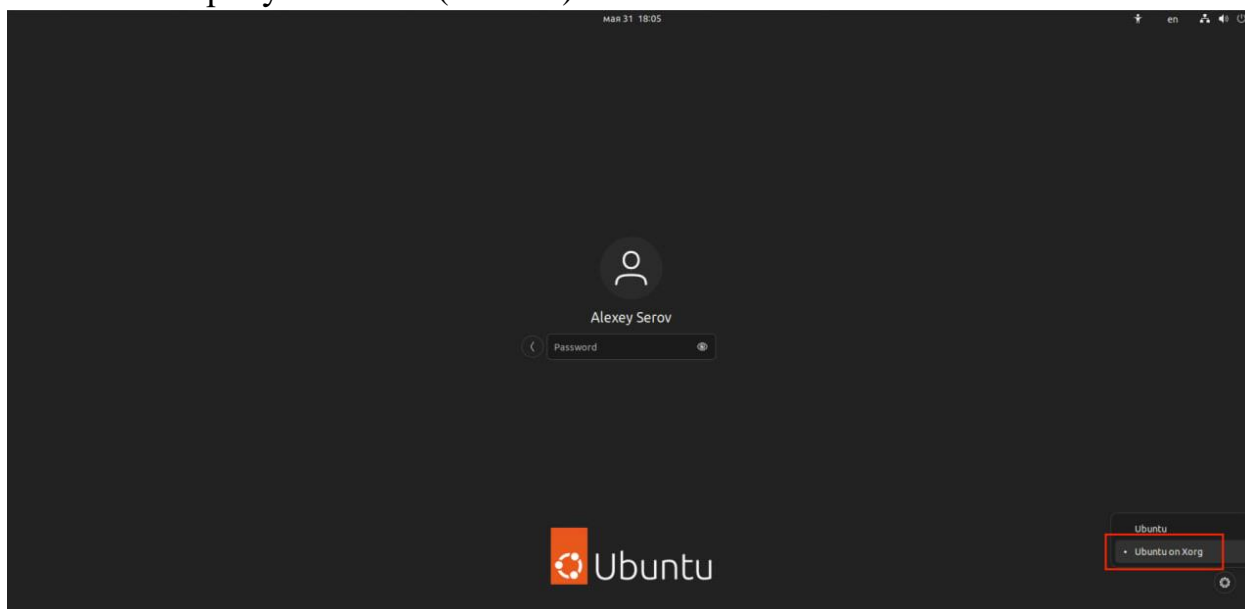 мая 31 18:05
en
Alexey Serov
Password
Ubuntu
Ubuntu on Xorg
Ubuntu